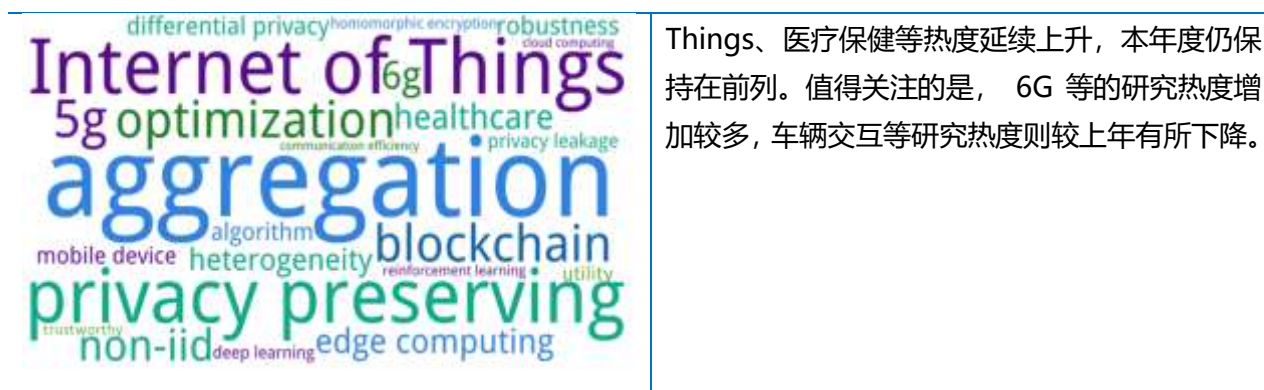 differential privacy homomorphic encryption robustness
cloud computing
Internet of Things
6g
5g optimization healthcare
communication efficiency
privacy leakage
aggregation
algorithm
blockchain
mobile device heterogeneity
reinforcement learning
utility
privacy preserving
trustworthy
non-iid deep learning edge computing
Things、医疗保健等热度延续上升，本年度仍保
持在前列。值得关注的是， 6G 等的研究热度增
加较多，车辆交互等研究热度则较上年有所下降。